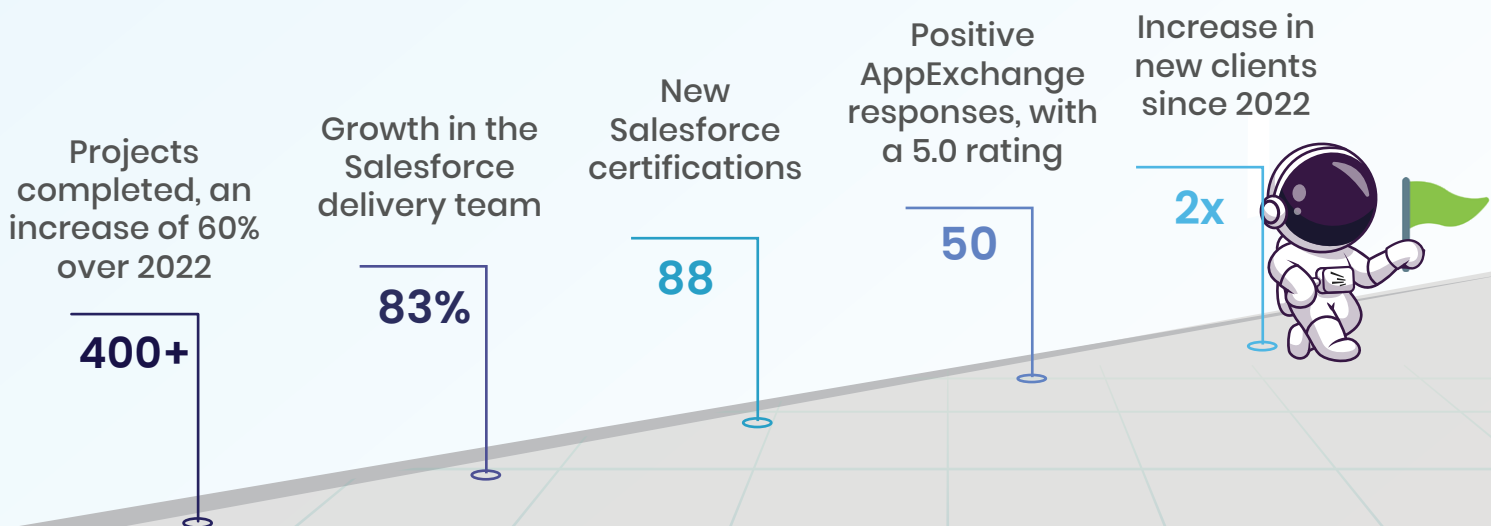 Projects
completed, an
increase of 60%
over 2022
400+
Growth in the
Salesforce
delivery team
83%
New
Salesforce
certifications
88
Positive
AppExchange
responses, with
a 5.0 rating
50
Increase in
new clients
since 2022
2x